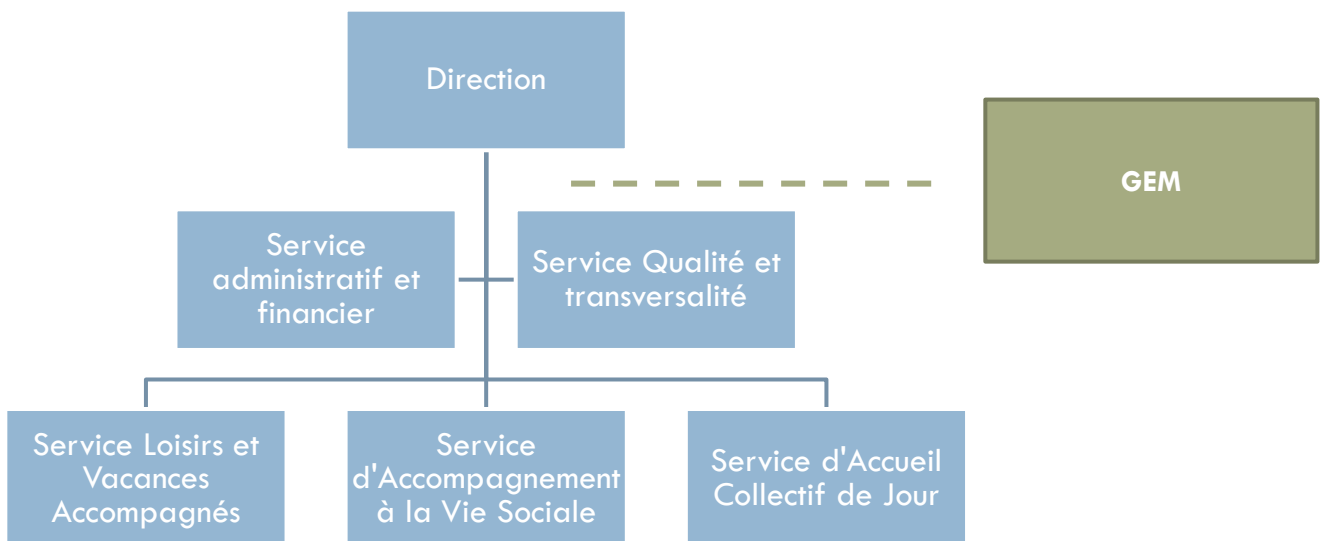 Direction
GEM
Service
administratif et
financier
Service Qualité et
transversalité
Service Loisirs et
Vacances
Accompagnés
Service
d'Accompagnement
à la Vie Sociale
Service d'Accueil
Collectif de Jour